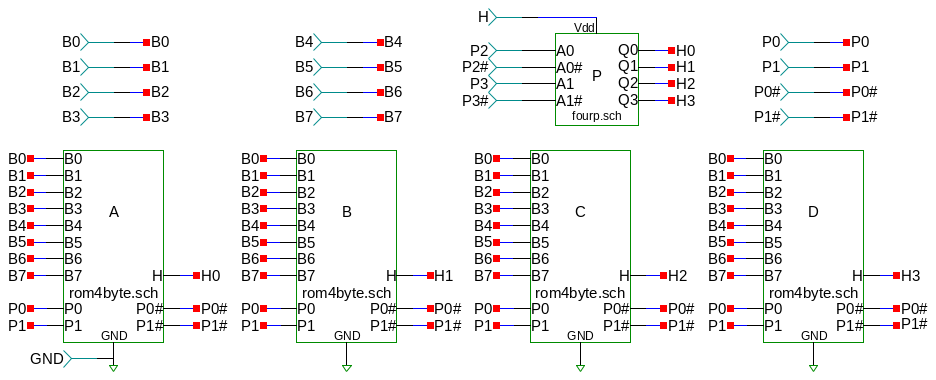 H
Vdd
B0 B0 B4 B4 P2 A0 Q0 H0 P0 P0
B1 B1 B5 B5 P2# A0# P Q1 H1 P1 P1
B2 B2 B6 B6 P3 A1 Q2 H2 P0# P0#
B3 B3 B7 B7 P3# A1# Q3 H3 P1# P1#
fourp.sch
B0 B0 B0 B0 B0 B0 B0 B0
B1 B1 B1 B1 B1 B1 B1 B1
B2 B2 B2 B2 B2 B2 B2 B2
B3 B3 A B3 B3 B B3 B3 C B3 B3 D
B4 B4 B4 B4 B4 B4 B4 B4
B5 B5 B5 B5 B5 B5 B5 B5
B6 B6 B6 B6 B6 B6 B6 B6
B7 B7 H H0 B7 B7 H H1 B7 B7 H H2 B7 B7 H H3
rom4byte.sch rom4byte.sch rom4byte.sch rom4byte.sch
P0 P0 P0# P0# P0 P0 P0# P0# P0 P0 P0# P0# P0 P0 P0# P0#
P1 P1 P1# P1# P1 P1 P1# P1# P1 P1 P1# P1# P1 P1 P1# P1#
GND GND GND GND
GND